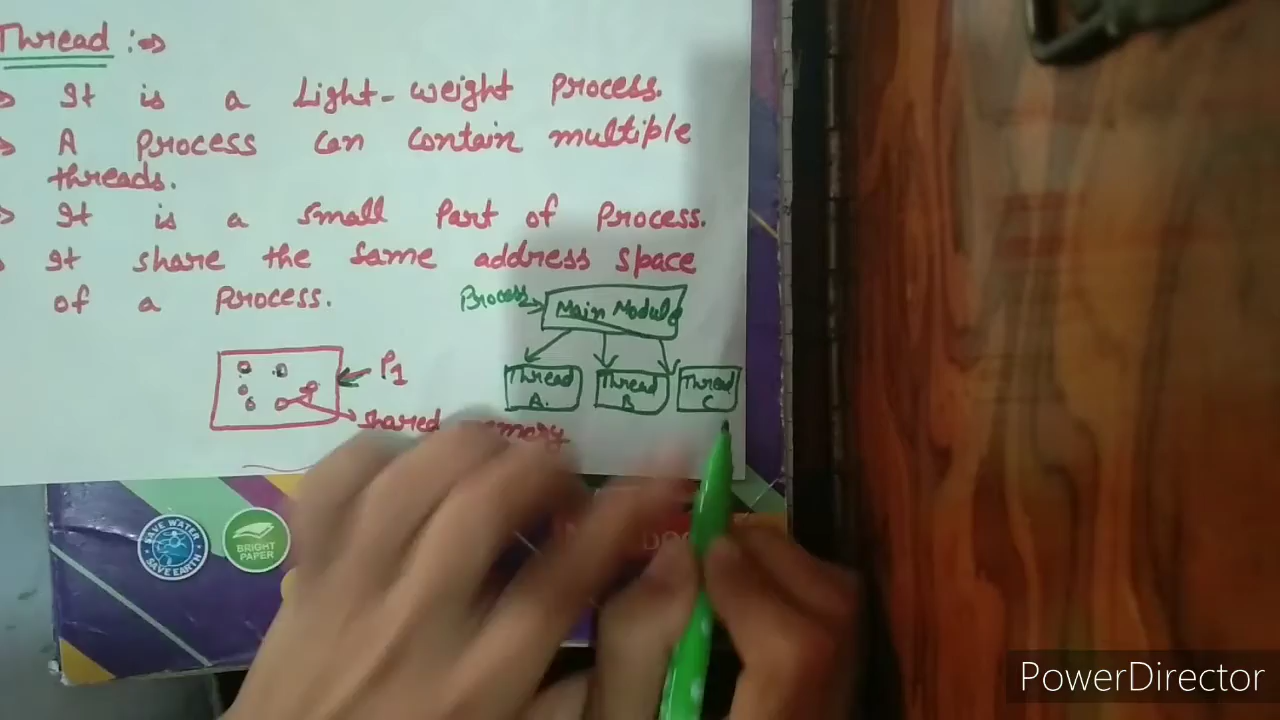 Thread :⇒
It is a Light-weight Process.
A Process can contain multiple
threads.
It is a small Part of Process.
It share the same address space
of a Process.
Process
Main Module
Thread A.
Thread B
Thread C
P1
shared
SAVE WATER
SAVE EARTH
BRIGHT
PAPER
PowerDirector